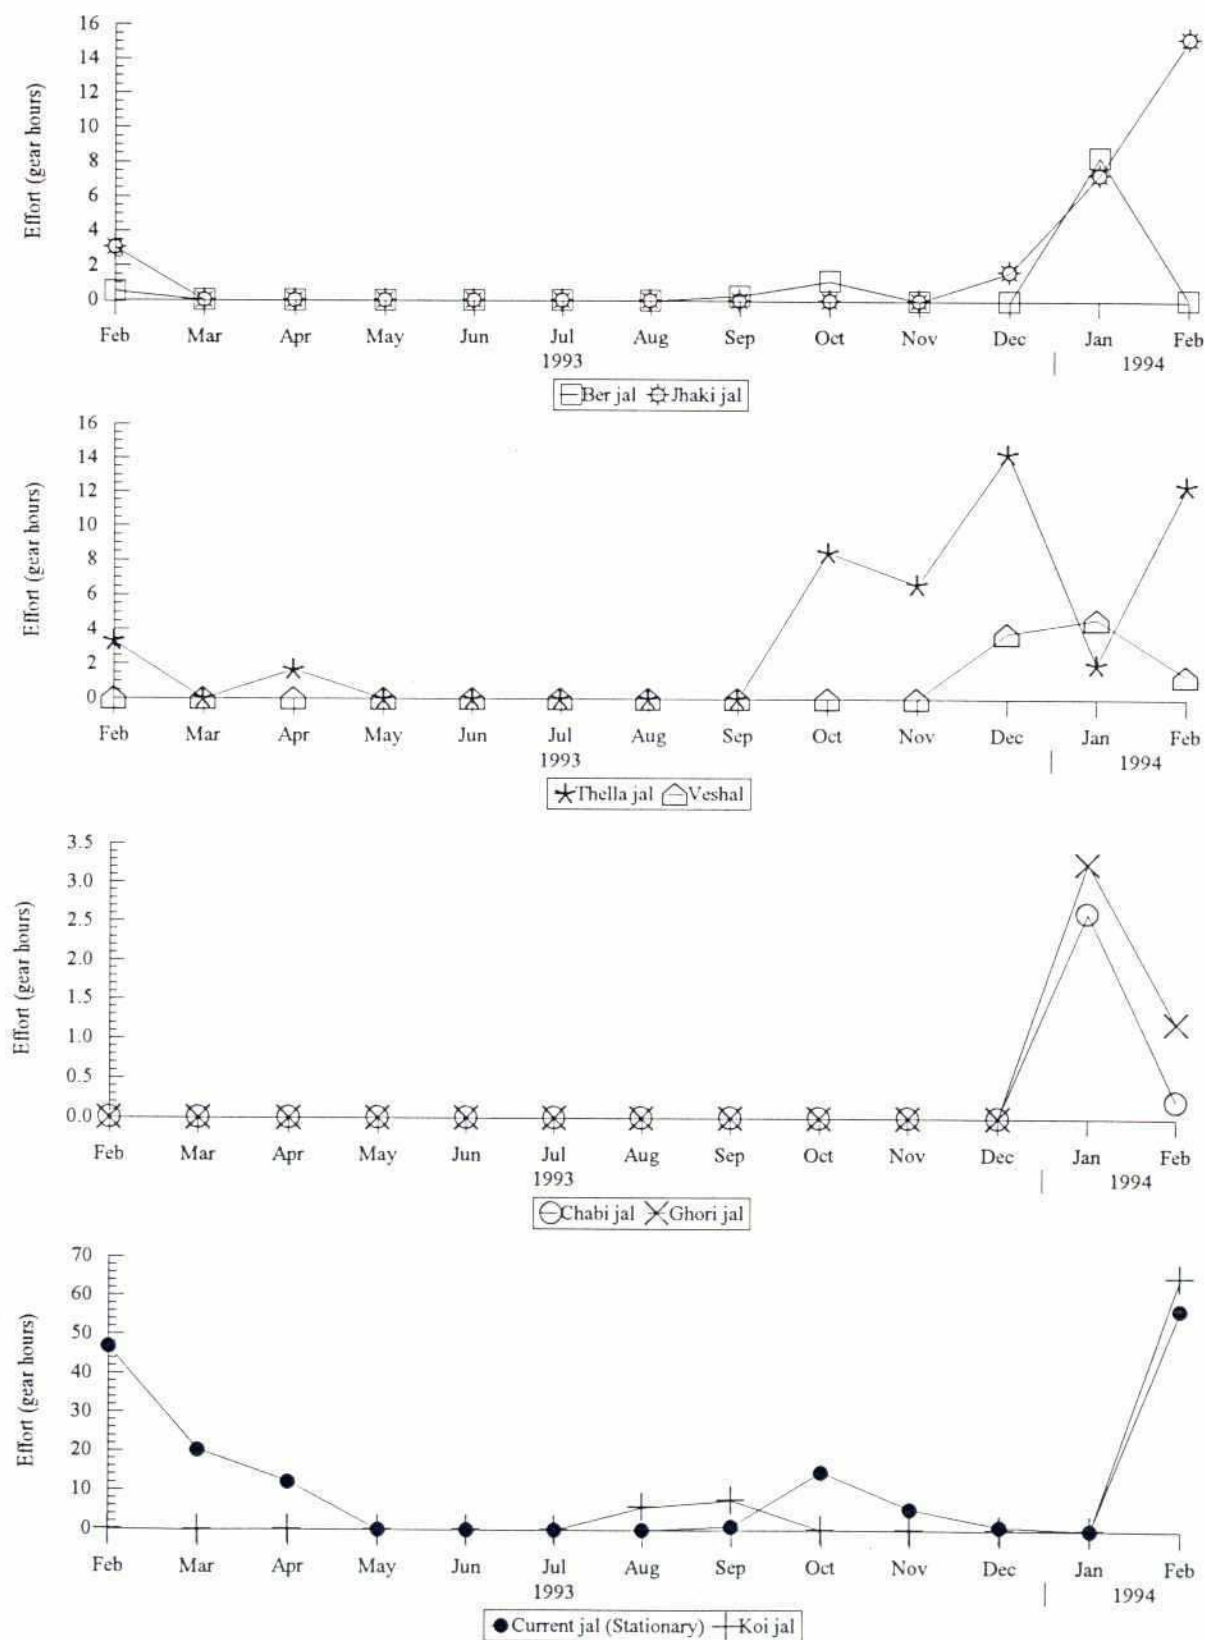 16
14
12
10
8
6
4
2
0
Effort (gear hours)
Feb Mar Apr May Jun Jul Aug Sep Oct Nov Dec Jan Feb
1993 | 1994
Ber jal Jhaki jal
16
14
12
10
8
6
4
2
0
Effort (gear hours)
Feb Mar Apr May Jun Jul Aug Sep Oct Nov Dec Jan Feb
1993 | 1994
Thella jal Veshal
3.5
3.0
2.5
2.0
1.5
1.0
0.5
0.0
Effort (gear hours)
Feb Mar Apr May Jun Jul Aug Sep Oct Nov Dec Jan Feb
1993 | 1994
Chabi jal Ghori jal
70
60
50
40
30
20
10
0
Effort (gear hours)
Feb Mar Apr May Jun Jul Aug Sep Oct Nov Dec Jan Feb
1993 | 1994
Current jal (Stationary) Koi jal